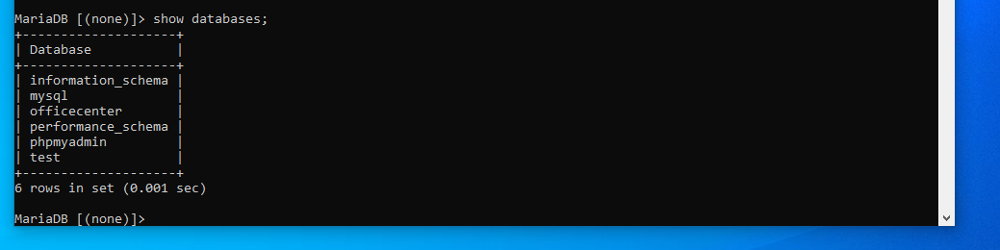 MariaDB [(none)]> show databases;
+--------------------+
| Database           |
+--------------------+
| information_schema |
| mysql              |
| officecenter       |
| performance_schema |
| phpmyadmin         |
| test               |
+--------------------+
6 rows in set (0.001 sec)
MariaDB [(none)]>